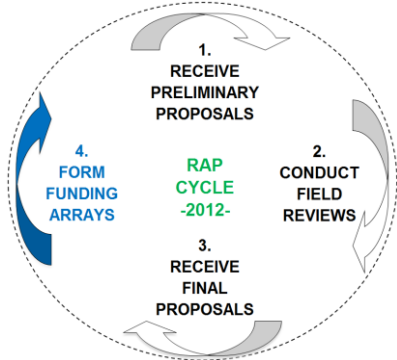 1.
RECEIVE
PRELIMINARY
PROPOSALS
2.
CONDUCT
FIELD
REVIEWS
3.
RECEIVE
FINAL
PROPOSALS
4.
FORM
FUNDING
ARRAYS
RAP
CYCLE
-2012-